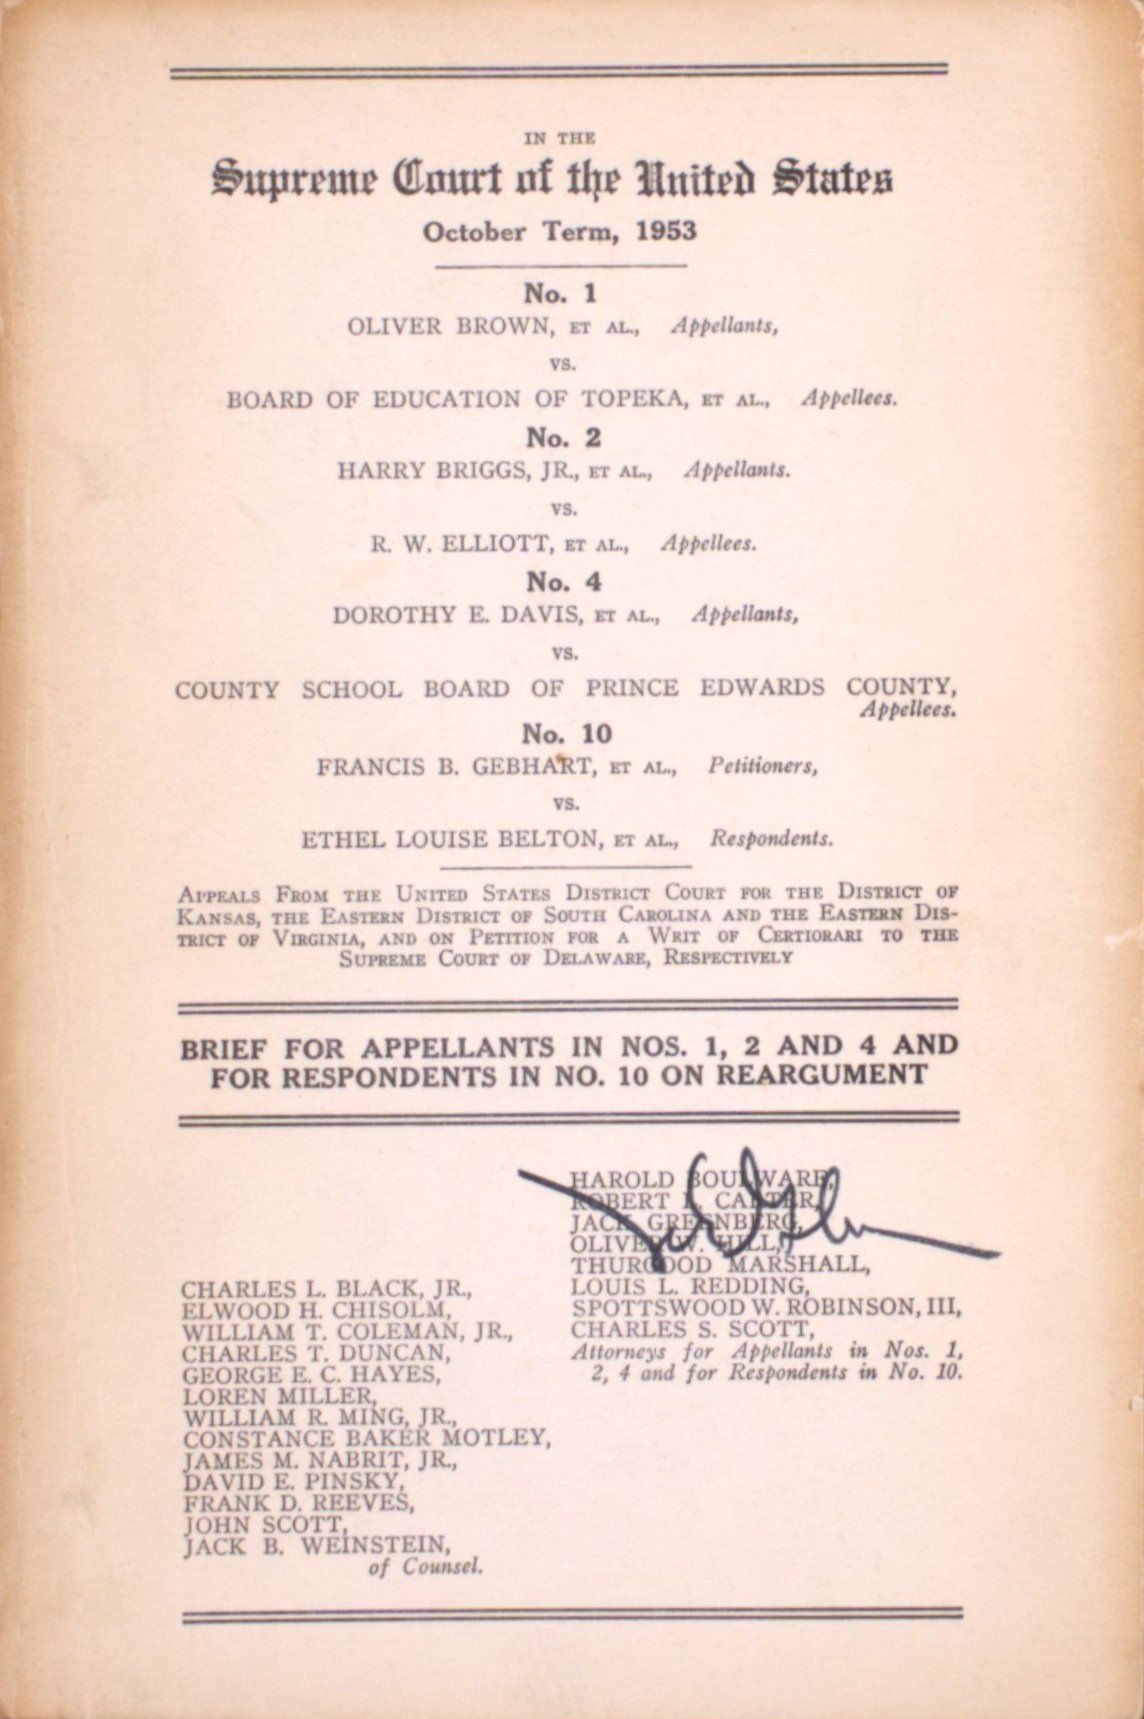 IN THE
Supreme Court of the United States
October Term, 1953
No. 1
OLIVER BROWN, ET AL., Appellants,
vs.
BOARD OF EDUCATION OF TOPEKA, ET AL., Appellees.
No. 2
HARRY BRIGGS, JR., ET AL., Appellants.
vs.
R. W. ELLIOTT, ET AL., Appellees.
No. 4
DOROTHY E. DAVIS, ET AL., Appellants,
vs.
COUNTY SCHOOL BOARD OF PRINCE EDWARDS COUNTY,
Appellees.
No. 10
FRANCIS B. GEBHART, ET AL., Petitioners,
vs.
ETHEL LOUISE BELTON, ET AL., Respondents.
APPEALS FROM THE UNITED STATES DISTRICT COURT FOR THE DISTRICT OF
KANSAS, THE EASTERN DISTRICT OF SOUTH CAROLINA AND THE EASTERN DIS-
TRICT OF VIRGINIA, AND ON PETITION FOR A WRIT OF CERTIORARI TO THE
SUPREME COURT OF DELAWARE, RESPECTIVELY
BRIEF FOR APPELLANTS IN NOS. 1, 2 AND 4 AND
FOR RESPONDENTS IN NO. 10 ON REARGUMENT
HAROLD BOULWARE,
ROBERT L. CARTER,
JACK GREENBERG,
OLIVER W. HILL,
THURGOOD MARSHALL,
LOUIS L. REDDING,
SPOTTSWOOD W. ROBINSON, III,
CHARLES S. SCOTT,
Attorneys for Appellants in Nos. 1,
2, 4 and for Respondents in No. 10.
CHARLES L. BLACK, JR.,
ELWOOD H. CHISOLM,
WILLIAM T. COLEMAN, JR.,
CHARLES T. DUNCAN,
GEORGE E. C. HAYES,
LOREN MILLER,
WILLIAM R. MING, JR.,
CONSTANCE BAKER MOTLEY,
JAMES M. NABRIT, JR.,
DAVID E. PINSKY,
FRANK D. REEVES,
JOHN SCOTT,
JACK B. WEINSTEIN,
of Counsel.